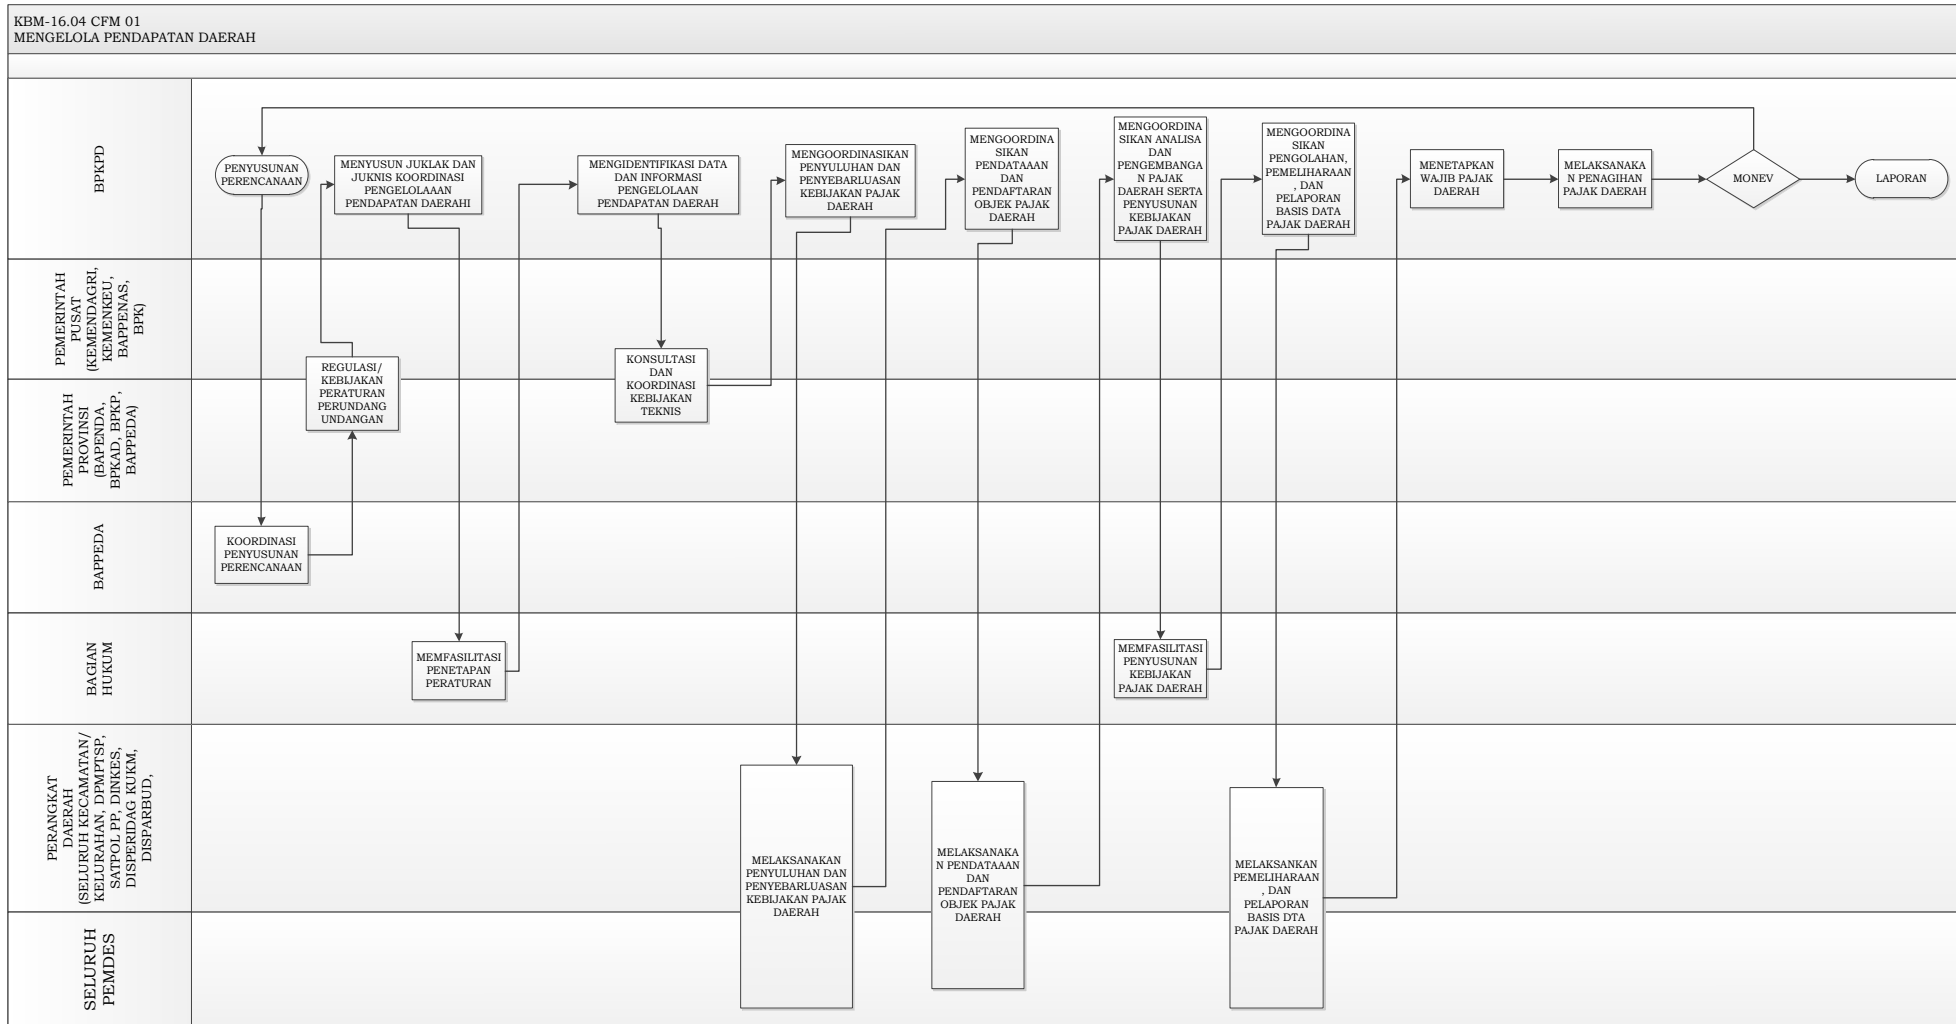 KBM-16.04 CFM 01
MENGELOLA PENDAPATAN DAERAH
BPKPD
PENYUSUNAN
PERENCANAAN
MENYUSUN JUKLAK DAN
JUKNIS KOORDINASI
PENGELOLAAAN
PENDAPATAN DAERAHI
MENGIDENTIFIKASI DATA
DAN INFORMASI
PENGELOLAAN
PENDAPATAN DAERAH
MENGOORDINASIKAN
PENYULUHAN DAN
PENYEBARLUASAN
KEBIJAKAN PAJAK
DAERAH
MENGOORDINA
SIKAN
PENDATAAAN
DAN
PENDAFTARAN
OBJEK PAJAK
DAERAH
MENGOORDINA
SIKAN ANALISA
DAN
PENGEMBANGA
N PAJAK
DAERAH SERTA
PENYUSUNAN
KEBIJAKAN
PAJAK DAERAH
MENGOORDINA
SIKAN
PENGOLAHAN,
PEMELIHARAAN
, DAN
PELAPORAN
BASIS DATA
PAJAK DAERAH
MENETAPKAN
WAJIB PAJAK
DAERAH
MELAKSANAKA
N PENAGIHAN
PAJAK DAERAH
MONEV
LAPORAN
PEMERINTAH
PUSAT
(KEMENDAGRI,
KEMENKEU,
BAPPENAS,
BPK)
REGULASI/
KEBIJAKAN
PERATURAN
PERUNDANG
UNDANGAN
KONSULTASI
DAN
KOORDINASI
KEBIJAKAN
TEKNIS
PEMERINTAH
PROVINSI
(BAPENDA,
BPKAD, BPKP,
BAPPEDA)
BAPPEDA
KOORDINASI
PENYUSUNAN
PERENCANAAN
BAGIAN
HUKUM
MEMFASILITASI
PENETAPAN
PERATURAN
MEMFASILITASI
PENYUSUNAN
KEBIJAKAN
PAJAK DAERAH
PERANGKAT
DAERAH
(SELURUH KECAMATAN/
KELURAHAN, DPMPTSP,
SATPOL PP, DINKES,
DISPERIDAG KUKM,
DISPARBUD,
MELAKSANAKAN
PENYULUHAN DAN
PENYEBARLUASAN
KEBIJAKAN PAJAK
DAERAH
MELAKSANAKA
N PENDATAAAN
DAN
PENDAFTARAN
OBJEK PAJAK
DAERAH
MELAKSANKAN
PEMELIHARAAN
, DAN
PELAPORAN
BASIS DTA
PAJAK DAERAH
SELURUH
PEMDES